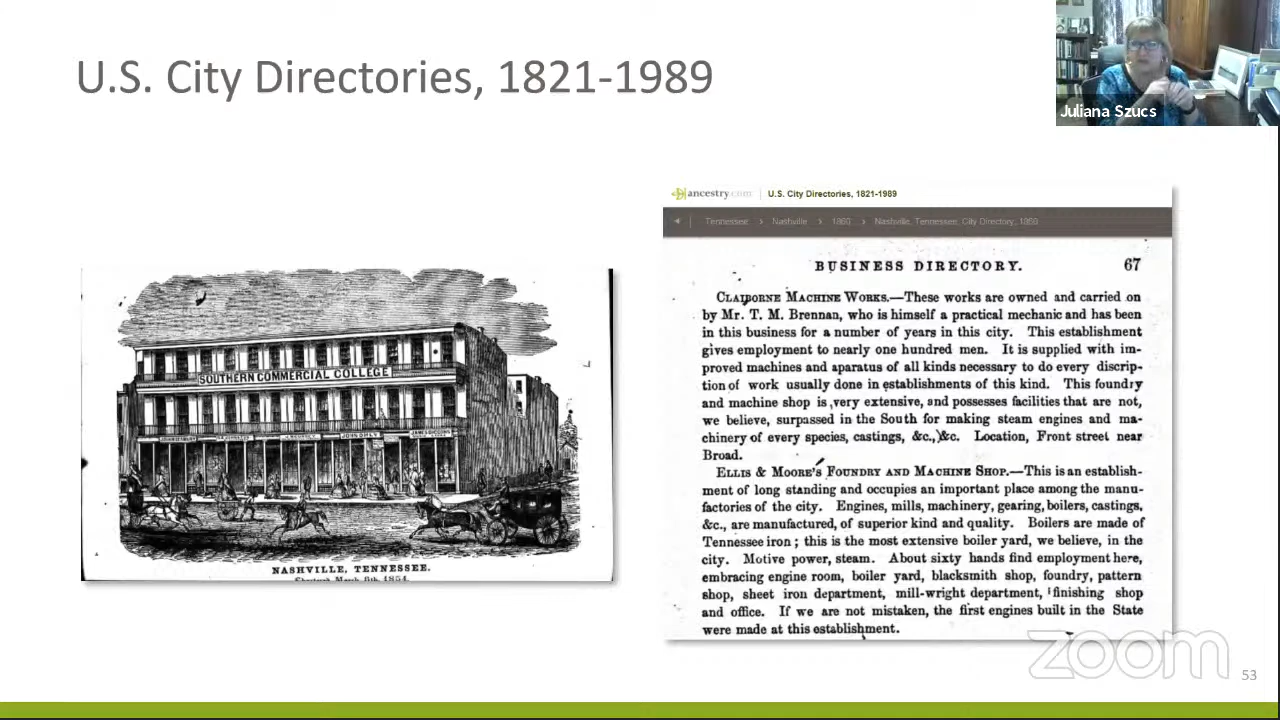 U.S. City Directories, 1821-1989
Juliana Szucs
SOUTHERN COMMERCIAL COLLEGE
JOHN ORLY
NASHVILLE, TENNESSEE.
Chartered March 6th, 1854.
ancestry.com U.S. City Directories, 1821-1989
Tennessee > Nashville > 1860 > Nashville, Tennessee, City Directory, 1860
BUSINESS DIRECTORY. 67
CLAIBORNE MACHINE WORKS.—These works are owned and carried on
by Mr. T. M. Brennan, who is himself a practical mechanic and has been
in this business for a number of years in this city. This establishment
gives employment to nearly one hundred men. It is supplied with im-
proved machines and aparatus of all kinds necessary to do every discrip-
tion of work usually done in establishments of this kind. This foundry
and machine shop is very extensive, and possesses facilities that are not,
we believe, surpassed in the South for making steam engines and ma-
chinery of every species, castings, &c., &c. Location, Front street near
Broad.
ELLIS & MOORE'S FOUNDRY AND MACHINE SHOP.—This is an establish-
ment of long standing and occupies an important place among the manu-
factories of the city. Engines, mills, machinery, gearing, boilers, castings,
&c., are manufactured, of superior kind and quality. Boilers are made of
Tennessee iron; this is the most extensive boiler yard, we believe, in the
city. Motive power, steam. About sixty hands find employment here,
embracing engine room, boiler yard, blacksmith shop, foundry, pattern
shop, sheet iron department, mill-wright department, finishing shop
and office. If we are not mistaken, the first engines built in the State
were made at this establishment.
zoom
53